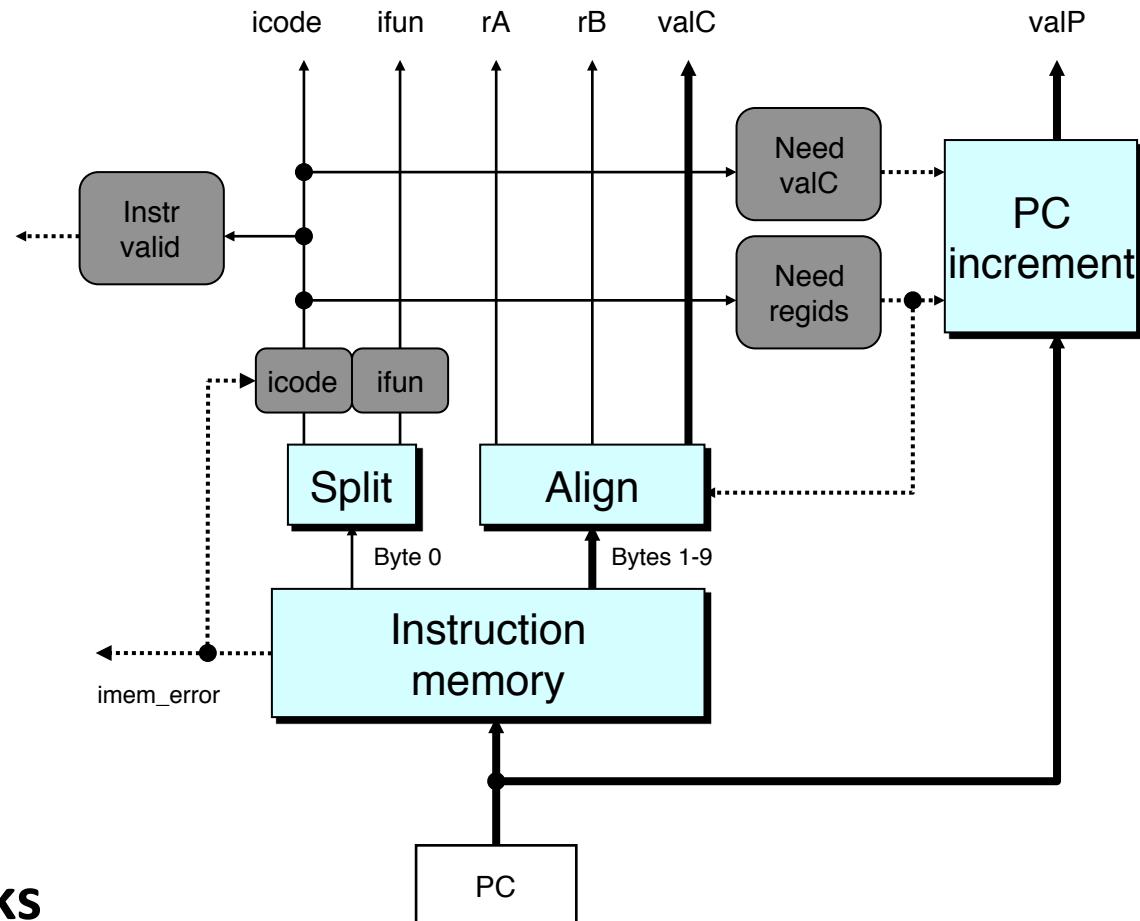 icode ifun rA rB valC valP
Need
valC
PC
increment
Instr
valid
Need
regids
icode ifun
Split Align
Byte 0 Bytes 1-9
Instruction
memory
imem_error
PC
ks